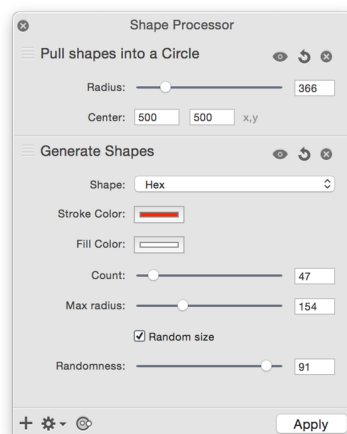 Shape Processor
Pull shapes into a Circle
Radius: 366
Center: 500 500 x,y
Generate Shapes
Shape: Hex
Stroke Color:
Fill Color:
Count: 47
Max radius: 154
Random size
Randomness: 91
Apply